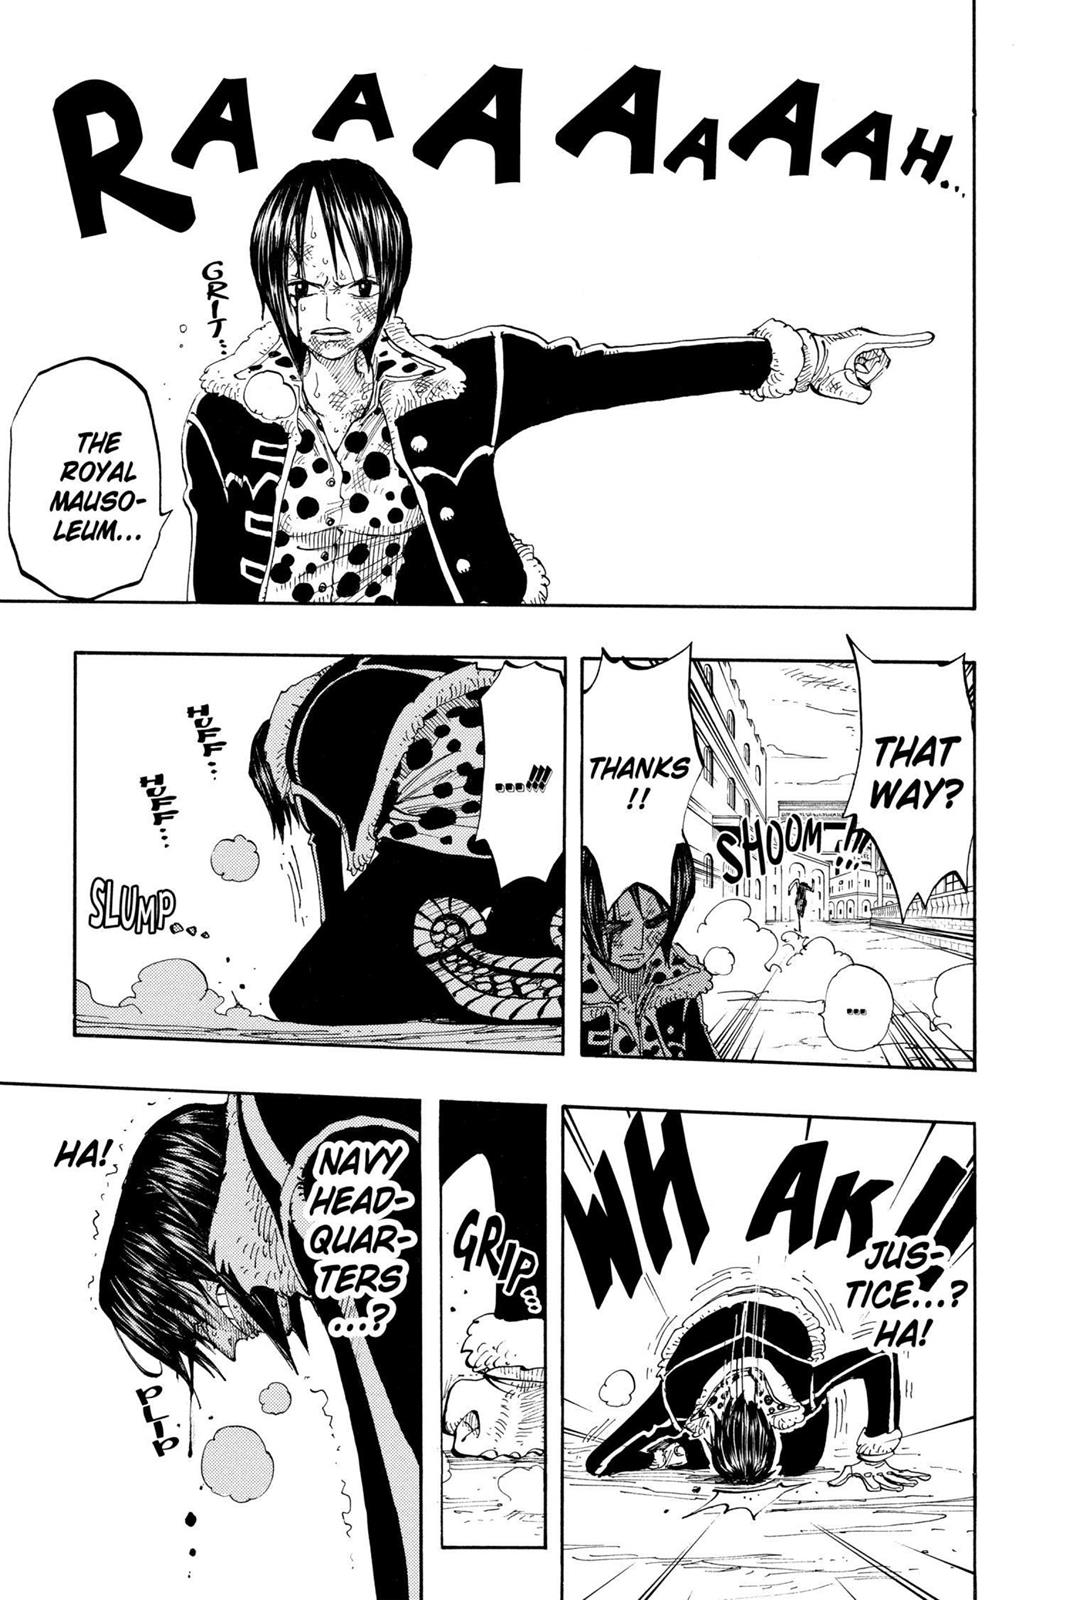 RAAAAAAAAH...
GRIT...
THE
ROYAL
MAUSO-
LEUM...
THAT
WAY?
THANKS
!!
SHOOM!!!...
...
...!!!
HUFF...
HUFF...
SLUMP...
WHAK!!
JUS-
TICE...?
HA!
GRIP...
NAVY
HEAD-
QUAR-
TERS
...?
HA!
PLIP